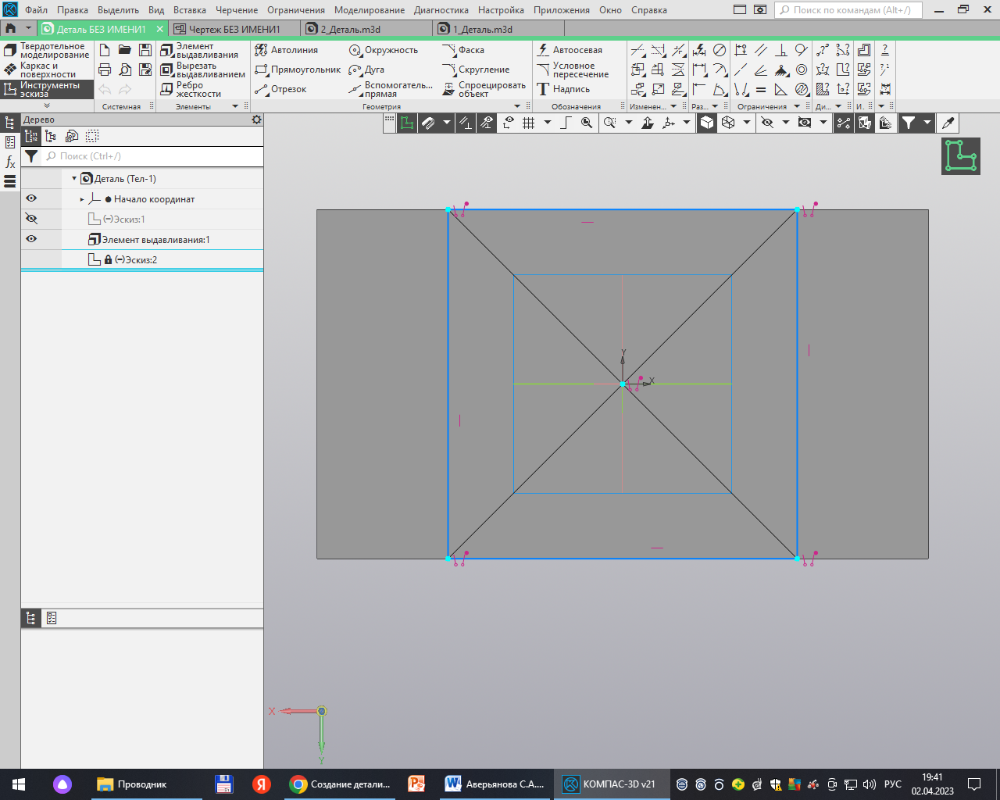 Файл Правка Выделить Вид Вставка Черчение Ограничения Моделирование Диагностика Настройка Приложения Окно Справка Поиск по командам (Alt+/)
Деталь БЕЗ ИМЕНИ1 Чертеж БЕЗ ИМЕНИ1 2_Деталь.m3d 1_Деталь.m3d
Твердотельное моделирование
Каркас и поверхности
Инструменты эскиза
Системная
Элемент выдавливания
Вырезать выдавливанием
Ребро жесткости
Элементы
Автолиния Окружность Фаска
Прямоугольник Дуга Скругление
Отрезок Вспомогатель... прямая Спроецировать объект
Геометрия
Автоосевая
Условное пересечение
Надпись
Обозначения
Изменен... Раз... Ограничения Ди... И.
Дерево
Поиск (Ctrl+/)
Деталь (Тел-1)
Начало координат
(–)Эскиз:1
Элемент выдавливания:1
(–)Эскиз:2
Y
X
X
Y
Проводник
Создание детали...
Аверьянова С.А....
КОМПАС-3D v21
РУС
19:41
02.04.2023